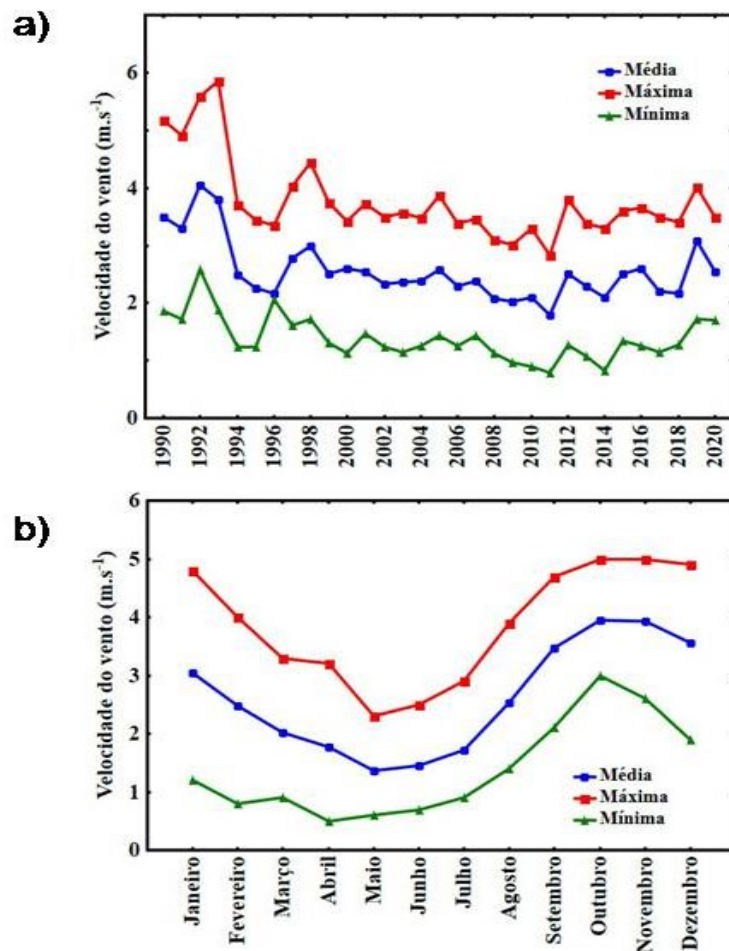 a)
Velocidade do vento (m.s⁻¹)
6
4
2
0
Média
Máxima
Mínima
1990
1992
1994
1996
1998
2000
2002
2004
2006
2008
2010
2012
2014
2016
2018
2020
b)
Velocidade do vento (m.s⁻¹)
6
5
4
3
2
1
0
Média
Máxima
Mínima
Janeiro
Fevereiro
Março
Abril
Maio
Junho
Julho
Agosto
Setembro
Outubro
Novembro
Dezembro